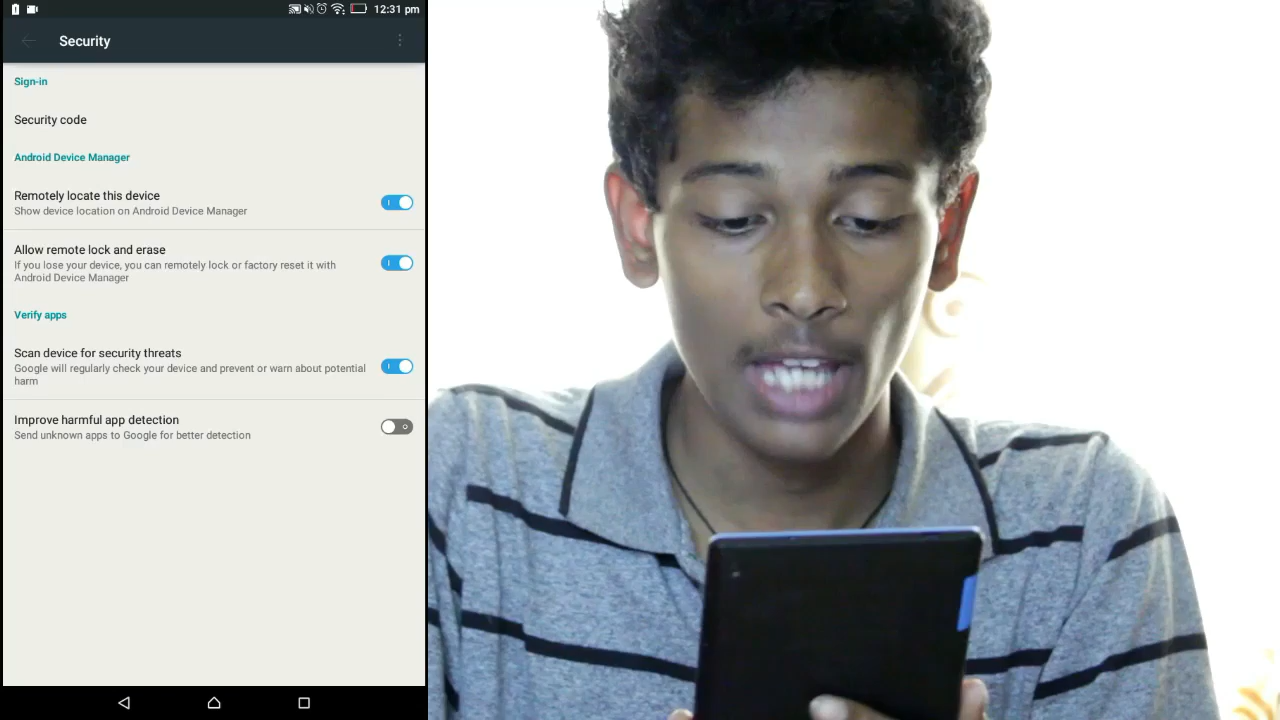 12:31 pm
Security
Sign-in
Security code
Android Device Manager
Remotely locate this device
Show device location on Android Device Manager
Allow remote lock and erase
If you lose your device, you can remotely lock or factory reset it with
Android Device Manager
Verify apps
Scan device for security threats
Google will regularly check your device and prevent or warn about potential
harm
Improve harmful app detection
Send unknown apps to Google for better detection